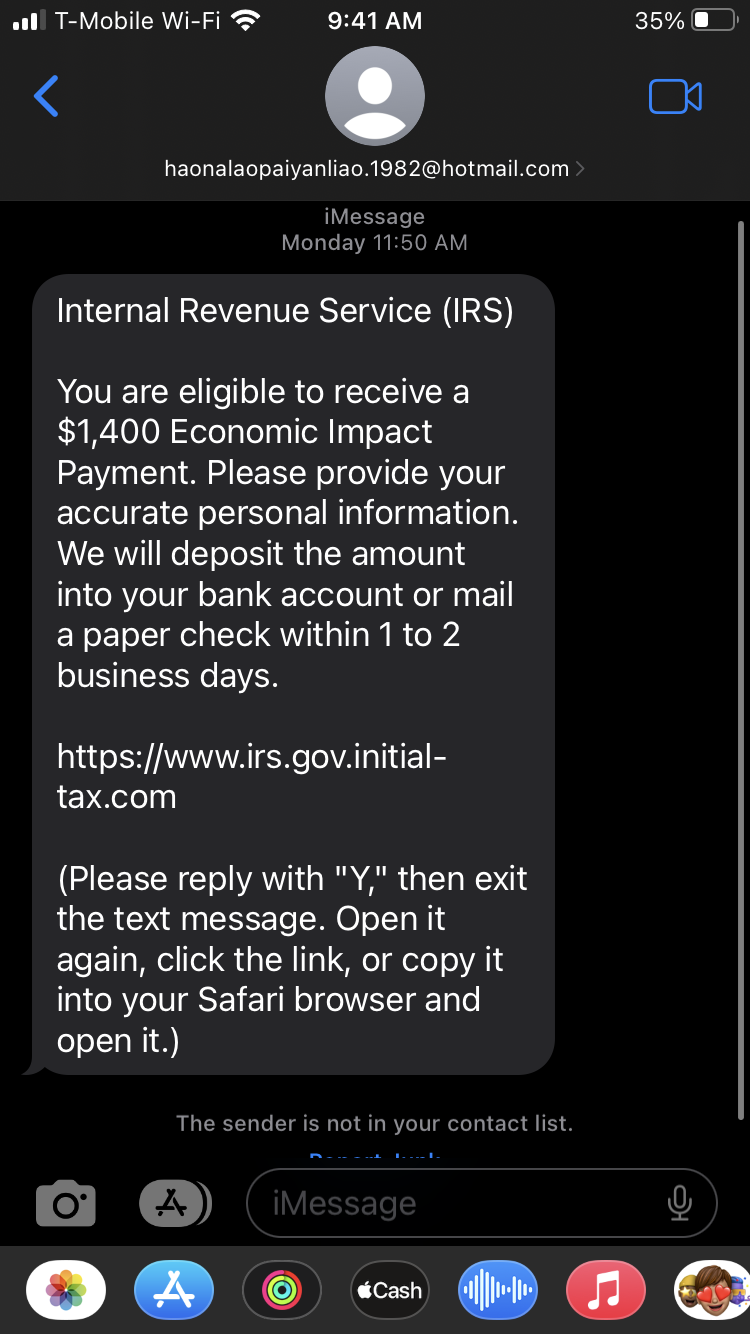 T-Mobile Wi-Fi 9:41 AM 35%
haonalaopaiyanliao.1982@hotmail.com
iMessage
Monday 11:50 AM
Internal Revenue Service (IRS)
You are eligible to receive a
$1,400 Economic Impact
Payment. Please provide your
accurate personal information.
We will deposit the amount
into your bank account or mail
a paper check within 1 to 2
business days.
https://www.irs.gov.initial-
tax.com
(Please reply with "Y," then exit
the text message. Open it
again, click the link, or copy it
into your Safari browser and
open it.)
The sender is not in your contact list.
Report Junk
iMessage
Cash